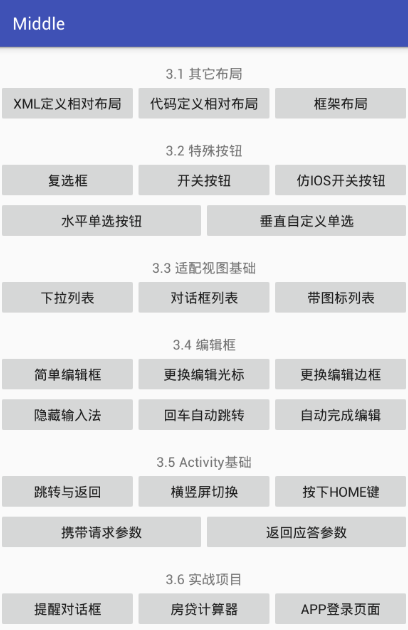 Middle
3.1 其它布局
XML定义相对布局 代码定义相对布局 框架布局
3.2 特殊按钮
复选框 开关按钮 仿IOS开关按钮
水平单选按钮 垂直自定义单选
3.3 适配视图基础
下拉列表 对话框列表 带图标列表
3.4 编辑框
简单编辑框 更换编辑光标 更换编辑边框
隐藏输入法 回车自动跳转 自动完成编辑
3.5 Activity基础
跳转与返回 横竖屏切换 按下HOME键
携带请求参数 返回应答参数
3.6 实战项目
提醒对话框 房贷计算器 APP登录页面